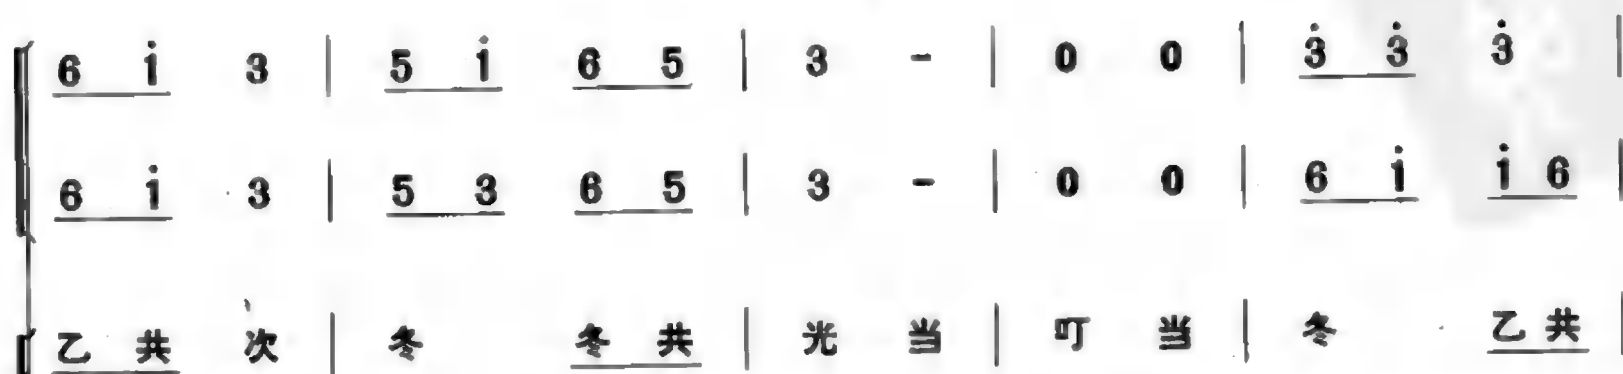 6 i̇ 3 | 5 i̇ 6 5 | 3 - | 0 0 | 3̇ 3̇ 3̇ |
6 i̇ 3 | 5 3 6 5 | 3 - | 0 0 | 6 i̇ i̇ 6 |
乙 共 次 | 冬 冬 共 | 光 当 | 叮 当 | 冬 乙 共 |